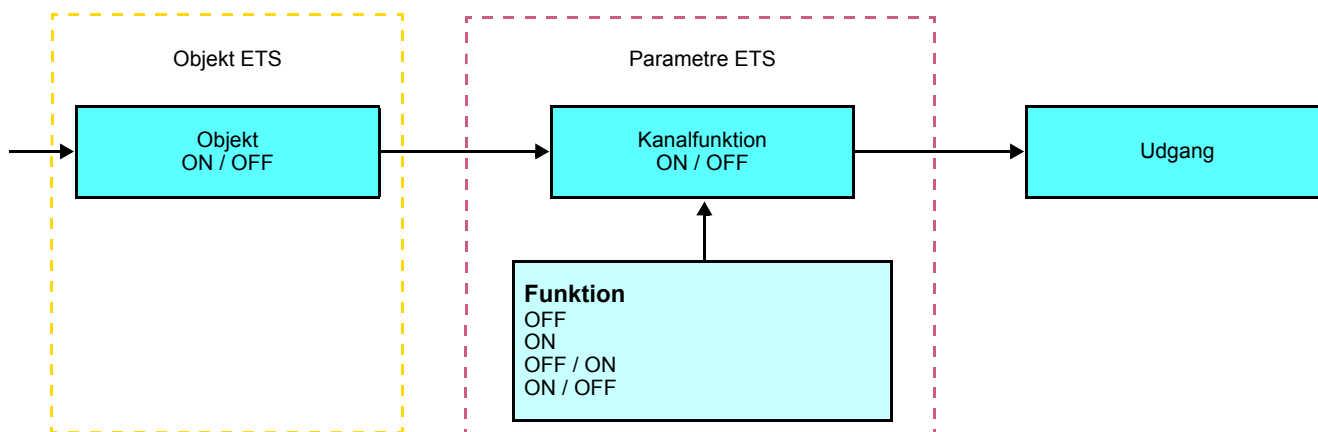 Objekt ETS
Parametre ETS
Objekt
ON / OFF
Kanalfunktion
ON / OFF
Udgang
Funktion
OFF
ON
OFF / ON
ON / OFF